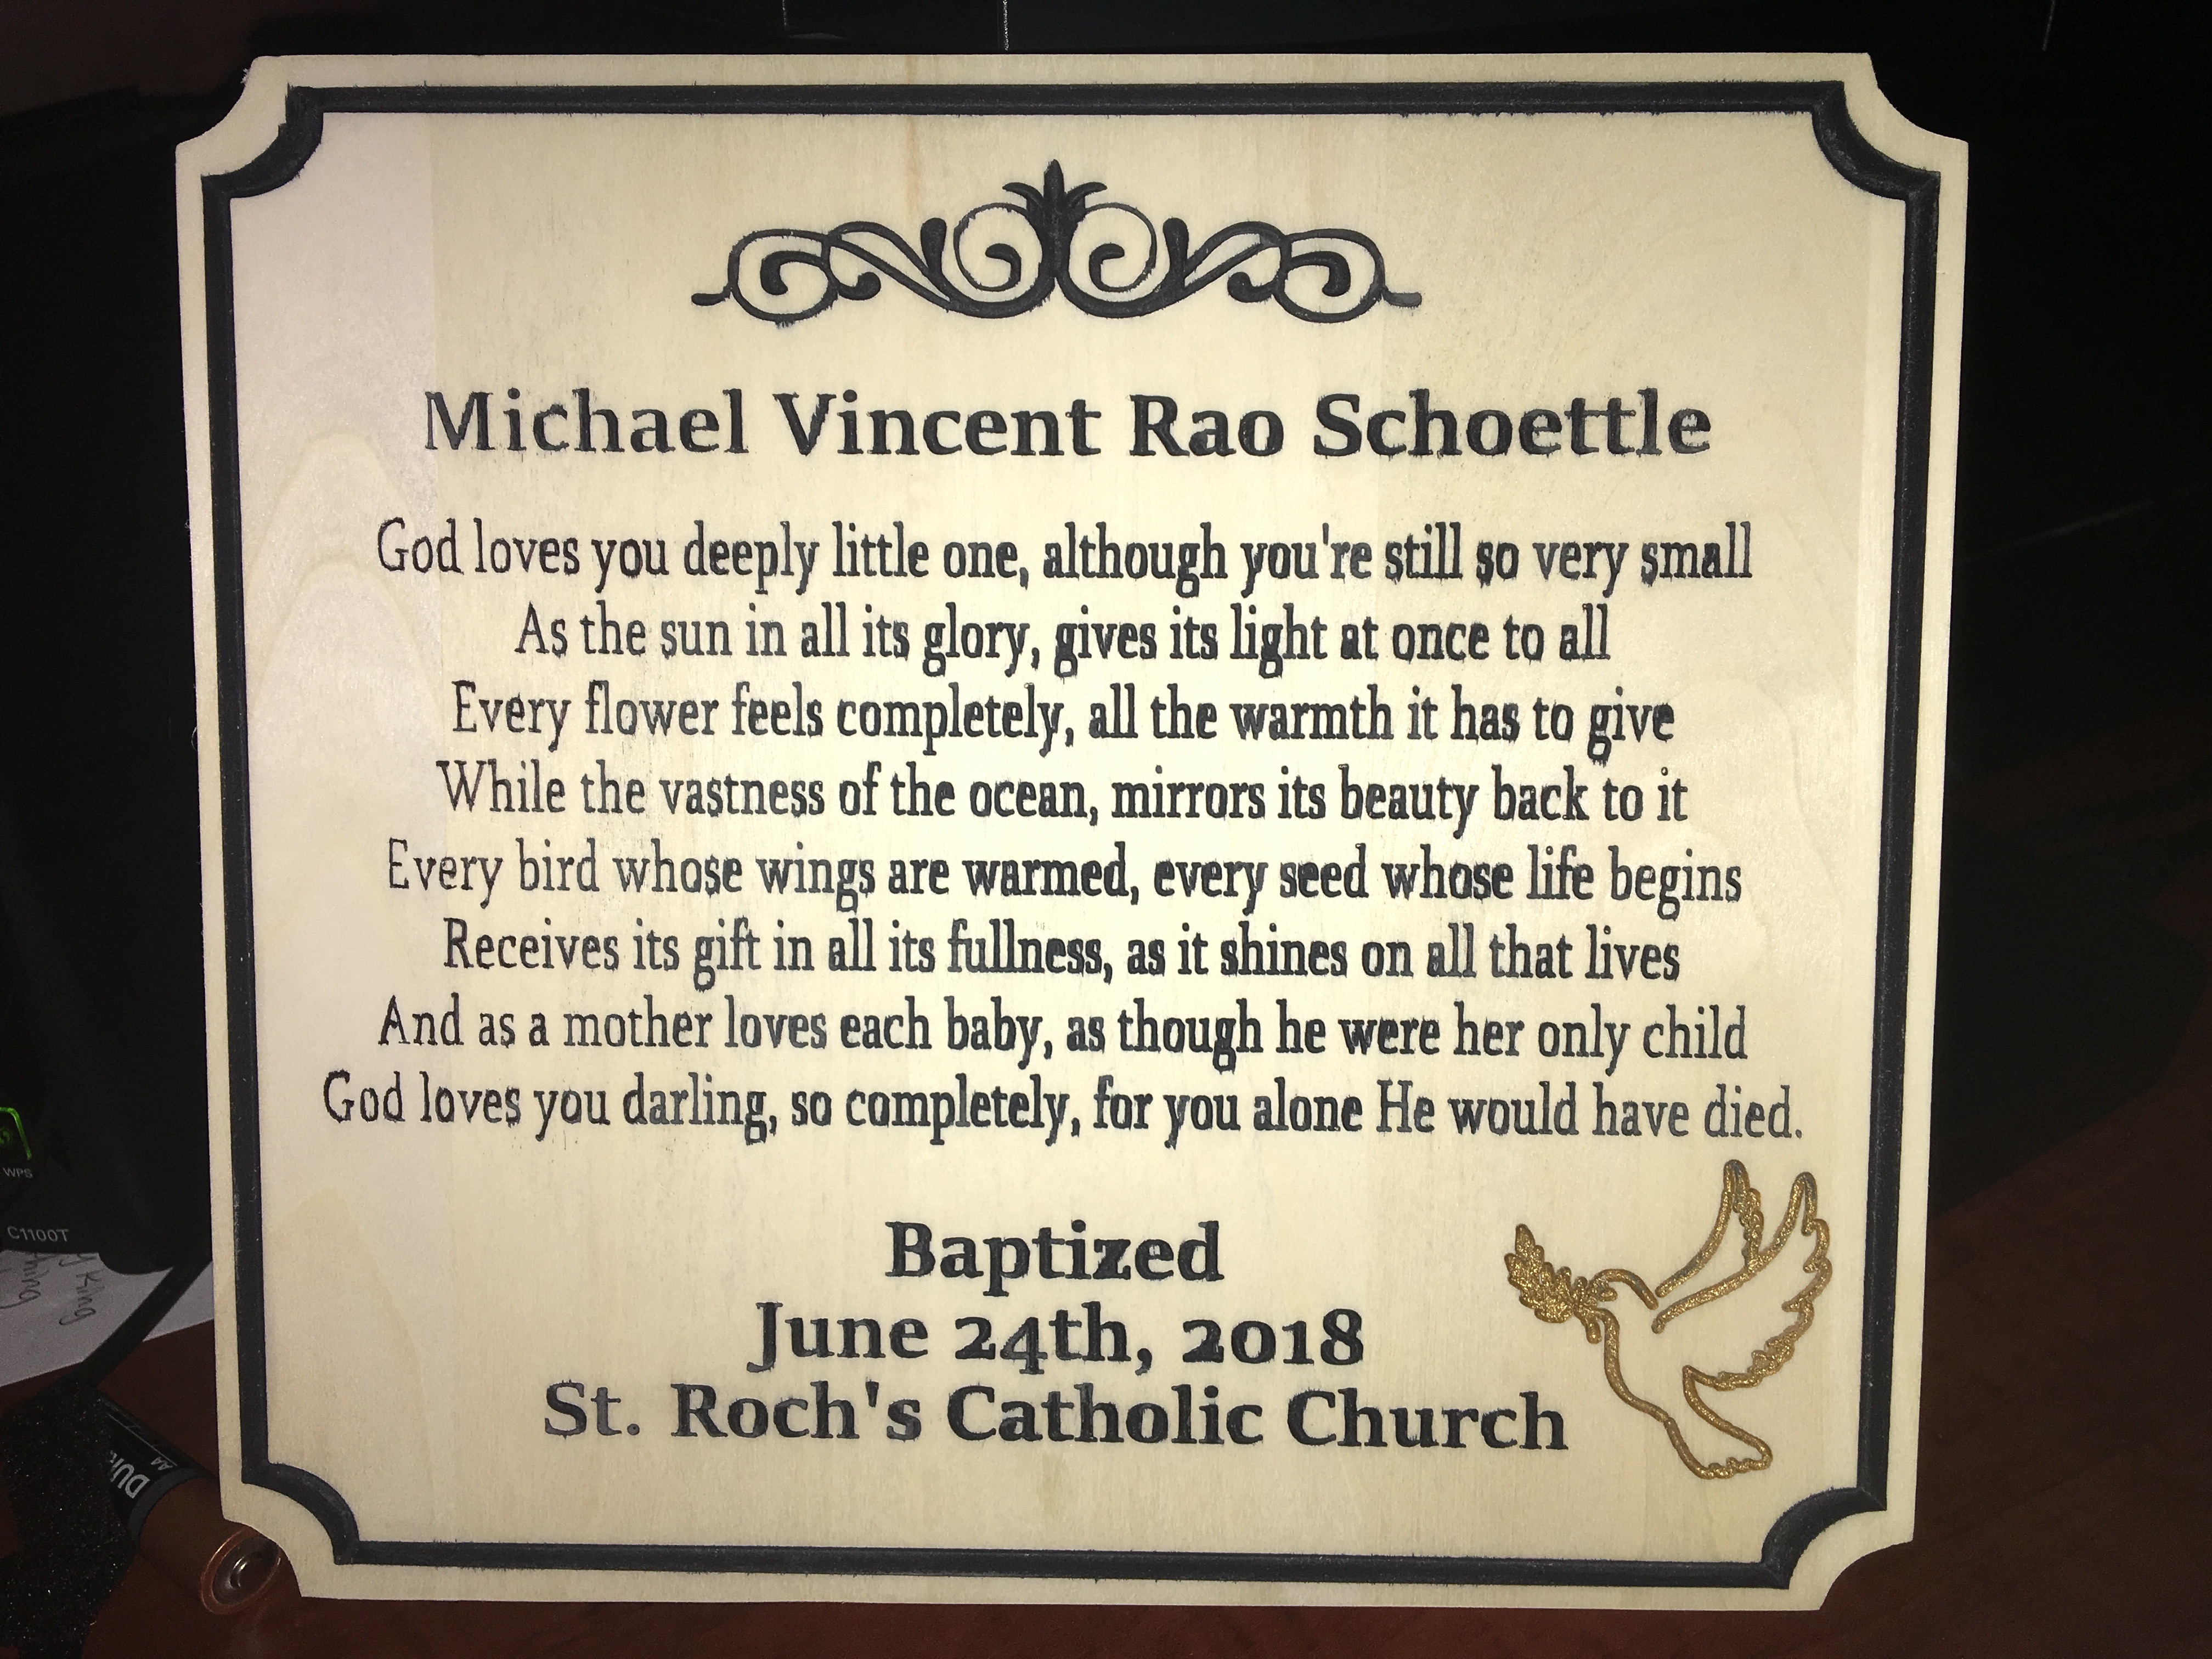 Michael Vincent Rao Schoettle
God loves you deeply little one, although you're still so very small
As the sun in all its glory, gives its light at once to all
Every flower feels completely, all the warmth it has to give
While the vastness of the ocean, mirrors its beauty back to it
Every bird whose wings are warmed, every seed whose life begins
Receives its gift in all its fullness, as it shines on all that lives
And as a mother loves each baby, as though he were her only child
God loves you darling, so completely, for you alone He would have died.
Baptized
June 24th, 2018
St. Roch's Catholic Church
WPS
C1100T
King
AA